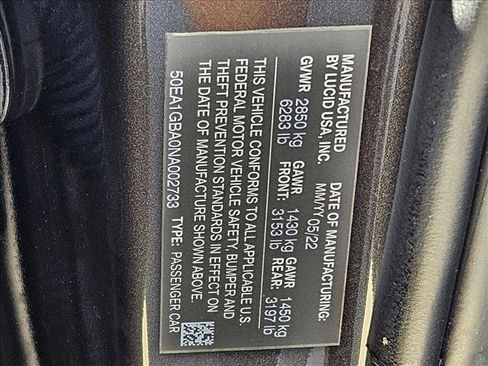 MANUFACTURED BY LUCID USA, INC.
DATE OF MANUFACTURING: MM/YY 05/22
GVWR 2850 kg 6283 lb
GAWR FRONT: 1430 kg 3153 lb
GAWR REAR: 1450 kg 3197 lb
THIS VEHICLE CONFORMS TO ALL APPLICABLE U.S.
FEDERAL MOTOR VEHICLE SAFETY, BUMPER AND
THEFT PREVENTION STANDARDS IN EFFECT ON
THE DATE OF MANUFACTURE SHOWN ABOVE.
50EA1GBA0NA002733 TYPE: PASSENGER CAR